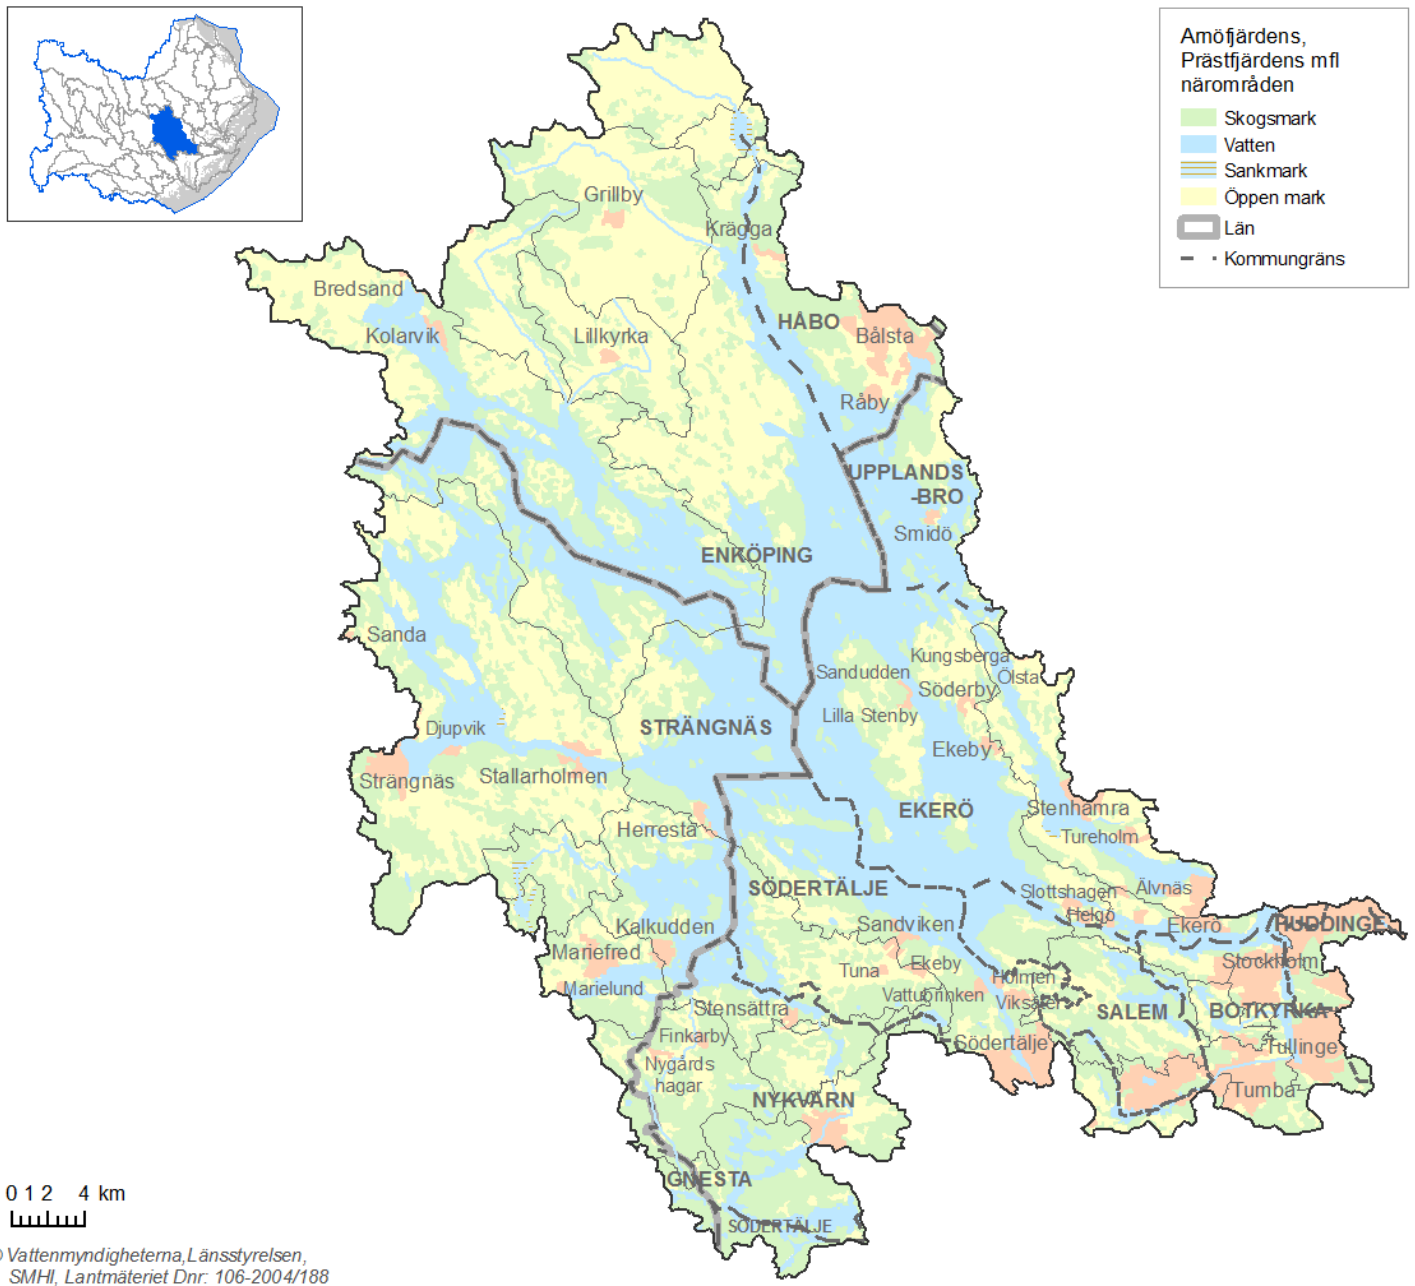 Arnöfjärdens,
Prästfjärdens mfl
närområden
Skogsmark
Vatten
Sankmark
Öppen mark
Län
Kommungräns
Grillby
Krägga
Bredsand
HÅBO
Kolarvik
Lillkyrka
Bålsta
Råby
UPPLANDS
-BRO
Smidö
ENKÖPING
Sanda
Kungsberga
Sandudden
Ölsta
Söderby
Lilla Stenby
Djupvik
STRÄNGNÄS
Ekeby
Strängnäs
Stallarholmen
Stenhamra
EKERÖ
Herresta
Tureholm
SÖDERTÄLJE
Slottshagen
Älvnäs
Helgö
Kalkudden
Sandviken
Ekerö
HUDDINGE
Mariefred
Tuna
Ekeby
Stockholm
Holmen
Marielund
Vattubrinken
Viksäter
Stensättra
SALEM
BOTKYRKA
Finkarby
Södertälje
Tullinge
Nygårds
hagar
Tumba
NYKVARN
GNESTA
SÖDERTÄLJE
0 1 2 4 km
© Vattenmyndigheterna,Länsstyrelsen,
SMHI, Lantmäteriet Dnr: 106-2004/188